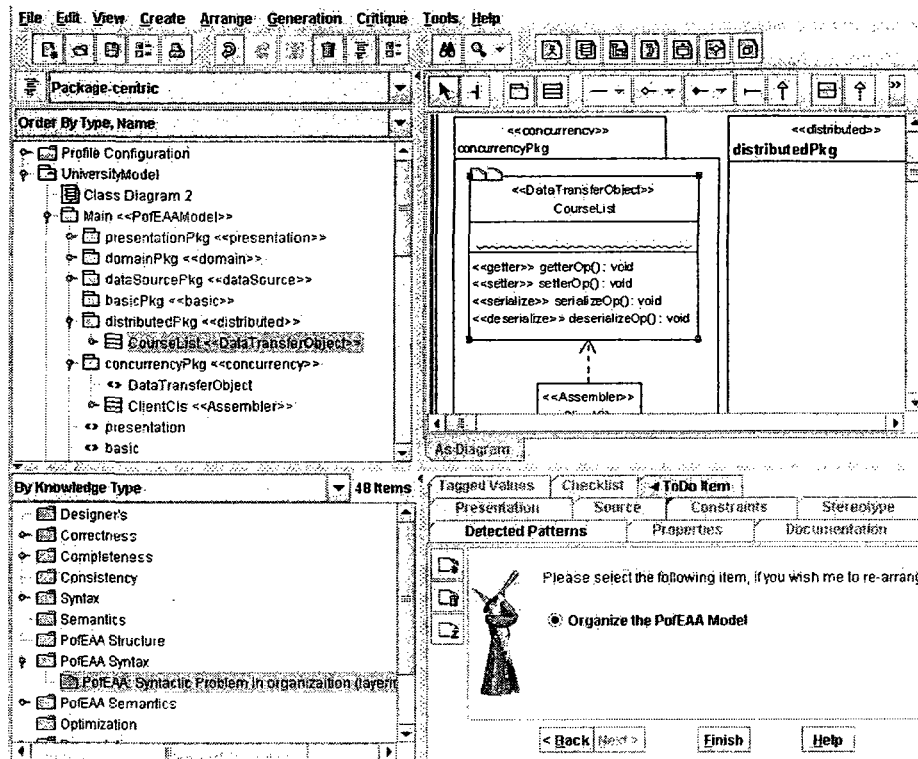 File Edit View Create Arrange Generation Critique Tools Help
Package-centric
Order By Type, Name
Profile Configuration
UniversityModel
Class Diagram 2
Main <<PofEAAModel>>
presentationPkg <<presentation>>
domainPkg <<domain>>
dataSourcePkg <<dataSource>>
basicPkg <<basic>>
distributedPkg <<distributed>>
CourseList <<DataTransferObject>>
concurrencyPkg <<concurrency>>
<> DataTransferObject
ClientCls <<Assembler>>
<> presentation
<> basic
<<concurrency>>
concurrencyPkg
<<distributed>>
distributedPkg
<<DataTransferObject>>
CourseList
<<getter>> getterOp(): void
<<setter>> setterOp(): void
<<serialize>> serializeOp(): void
<<deserialize>> deserializeOp(): void
<<Assembler>>
As Diagram
By Knowledge Type 48 Items
Designer's
Correctness
Completeness
Consistency
Syntax
Semantics
PofEAA Structure
PofEAA Syntax
PofEAA: Syntactic Problem in organizaition (layerin
PofEAA Semantics
Optimization
Tagged Values Checklist ToDo Item
Presentation Source Constraints Stereotype
Detected Patterns Properties Documentation
Please select the following item, if you wish me to re-arrang
Organize the PofEAA Model
< Back Next > Finish Help